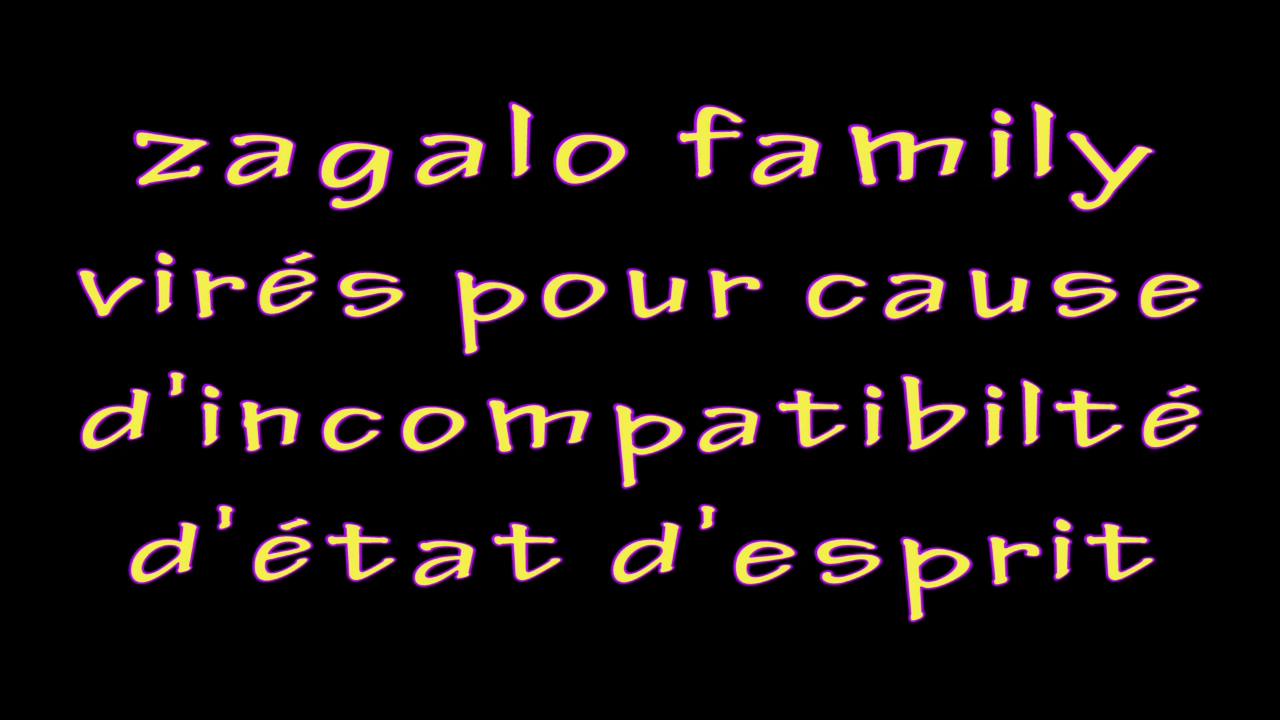 zagalo family
virés pour cause
d'incompatibilté
d'état d'esprit